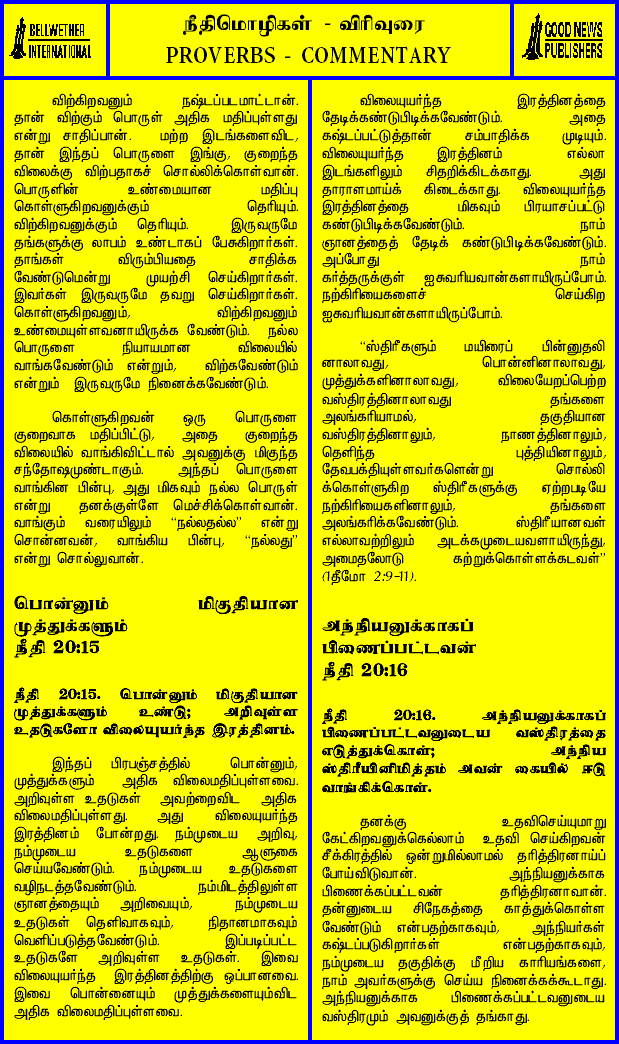 BELLWETHER
INTERNATIONAL
நீதிமொழிகள் - விரிவுரை
PROVERBS - COMMENTARY
GOOD NEWS
PUBLISHERS
விற்கிறவனும் நஷ்டப்படமாட்டான்.
தான் விற்கும் பொருள் அதிக மதிப்புள்ளது
என்று சாதிப்பான். மற்ற இடங்களைவிட,
தான் இந்தப் பொருளை இங்கு, குறைந்த
விலைக்கு விற்பதாகச் சொல்லிக்கொள்வான்.
பொருளின் உண்மையான மதிப்பு
கொள்ளுகிறவனுக்கும் தெரியும்.
விற்கிறவனுக்கும் தெரியும். இருவருமே
தங்களுக்கு லாபம் உண்டாகப் பேசுகிறார்கள்.
தாங்கள் விரும்பியதை சாதிக்க
வேண்டுமென்று முயற்சி செய்கிறார்கள்.
இவர்கள் இருவருமே தவறு செய்கிறார்கள்.
கொள்ளுகிறவனும், விற்கிறவனும்
உண்மையுள்ளவனாயிருக்க வேண்டும். நல்ல
பொருளை நியாயமான விலையில்
வாங்கவேண்டும் என்றும், விற்கவேண்டும்
என்றும் இருவருமே நினைக்கவேண்டும்.
கொள்ளுகிறவன் ஒரு பொருளை
குறைவாக மதிப்பிட்டு, அதை குறைந்த
விலையில் வாங்கிவிட்டால் அவனுக்கு மிகுந்த
சந்தோஷமுண்டாகும். அந்தப் பொருளை
வாங்கின பின்பு, அது மிகவும் நல்ல பொருள்
என்று தனக்குள்ளே மெச்சிக்கொள்வான்.
வாங்கும் வரையிலும் “நல்லதல்ல” என்று
சொன்னவன், வாங்கிய பின்பு, “நல்லது”
என்று சொல்லுவான்.
பொன்னும் மிகுதியான
முத்துக்களும்
நீதி 20:15
நீதி 20:15. பொன்னும் மிகுதியான
முத்துக்களும் உண்டு; அறிவுள்ள
உதடுகளோ விலையுயர்ந்த இரத்தினம்.
இந்தப் பிரபஞ்சத்தில் பொன்னும்,
முத்துக்களும் அதிக விலைமதிப்புள்ளவை.
அறிவுள்ள உதடுகள் அவற்றைவிட அதிக
விலைமதிப்புள்ளது. அது விலையுயர்ந்த
இரத்தினம் போன்றது. நம்முடைய அறிவு,
நம்முடைய உதடுகளை ஆளுகை
செய்யவேண்டும். நம்முடைய உதடுகளை
வழிநடத்தவேண்டும். நம்மிடத்திலுள்ள
ஞானத்தையும் அறிவையும், நம்முடைய
உதடுகள் தெளிவாகவும், நிதானமாகவும்
வெளிப்படுத்தவேண்டும். இப்படிப்பட்ட
உதடுகளே அறிவுள்ள உதடுகள். இவை
விலையுயர்ந்த இரத்தினத்திற்கு ஒப்பானவை.
இவை பொன்னையும் முத்துக்களையும்விட
அதிக விலைமதிப்புள்ளவை.
விலையுயர்ந்த இரத்தினத்தை
தேடிக்கண்டுபிடிக்கவேண்டும். அதை
கஷ்டப்பட்டுத்தான் சம்பாதிக்க முடியும்.
விலையுயர்ந்த இரத்தினம் எல்லா
இடங்களிலும் சிதறிக்கிடக்காது. அது
தாராளமாய்க் கிடைக்காது. விலையுயர்ந்த
இரத்தினத்தை மிகவும் பிரயாசப்பட்டு
கண்டுபிடிக்கவேண்டும். நாம்
ஞானத்தைத் தேடிக் கண்டுபிடிக்கவேண்டும்.
அப்போது நாம்
கர்த்தருக்குள் ஐசுவரியவான்களாயிருப்போம்.
நற்கிரியைகளைச் செய்கிற
ஐசுவரியவான்களாயிருப்போம்.
“ஸ்திரீகளும் மயிரைப் பின்னுதலி
னாலாவது, பொன்னினாலாவது,
முத்துக்களினாலாவது, விலையேறப்பெற்ற
வஸ்திரத்தினாலாவது தங்களை
அலங்கரியாமல், தகுதியான
வஸ்திரத்தினாலும், நாணத்தினாலும்,
தெளிந்த புத்தியினாலும்,
தேவபக்தியுள்ளவர்களென்று சொல்லி
க்கொள்ளுகிற ஸ்திரீகளுக்கு ஏற்றபடியே
நற்கிரியைகளினாலும், தங்களை
அலங்கரிக்கவேண்டும். ஸ்திரீயானவள்
எல்லாவற்றிலும் அடக்கமுடையவளாயிருந்து,
அமைதலோடு கற்றுக்கொள்ளக்கடவள்”
(1தீமோ 2:9-11).
அந்நியனுக்காகப்
பிணைப்பட்டவன்
நீதி 20:16
நீதி 20:16. அந்நியனுக்காகப்
பிணைப்பட்டவனுடைய வஸ்திரத்தை
எடுத்துக்கொள்; அந்நிய
ஸ்திரீயினிமித்தம் அவன் கையில் ஈடு
வாங்கிக்கொள்.
தனக்கு உதவிசெய்யுமாறு
கேட்கிறவனுக்கெல்லாம் உதவி செய்கிறவன்
சீக்கிரத்தில் ஒன்றுமில்லாமல் தரித்திரனாய்ப்
போய்விடுவான். அந்நியனுக்காக
பிணைக்கப்பட்டவன் தரித்திரனாவான்.
தன்னுடைய சிநேகத்தை காத்துக்கொள்ள
வேண்டும் என்பதற்காகவும், அந்நியர்கள்
கஷ்டப்படுகிறார்கள் என்பதற்காகவும்,
நம்முடைய தகுதிக்கு மீறிய காரியங்களை,
நாம் அவர்களுக்கு செய்ய நினைக்கக்கூடாது.
அந்நியனுக்காக பிணைக்கப்பட்டவனுடைய
வஸ்திரமும் அவனுக்குத் தங்காது.